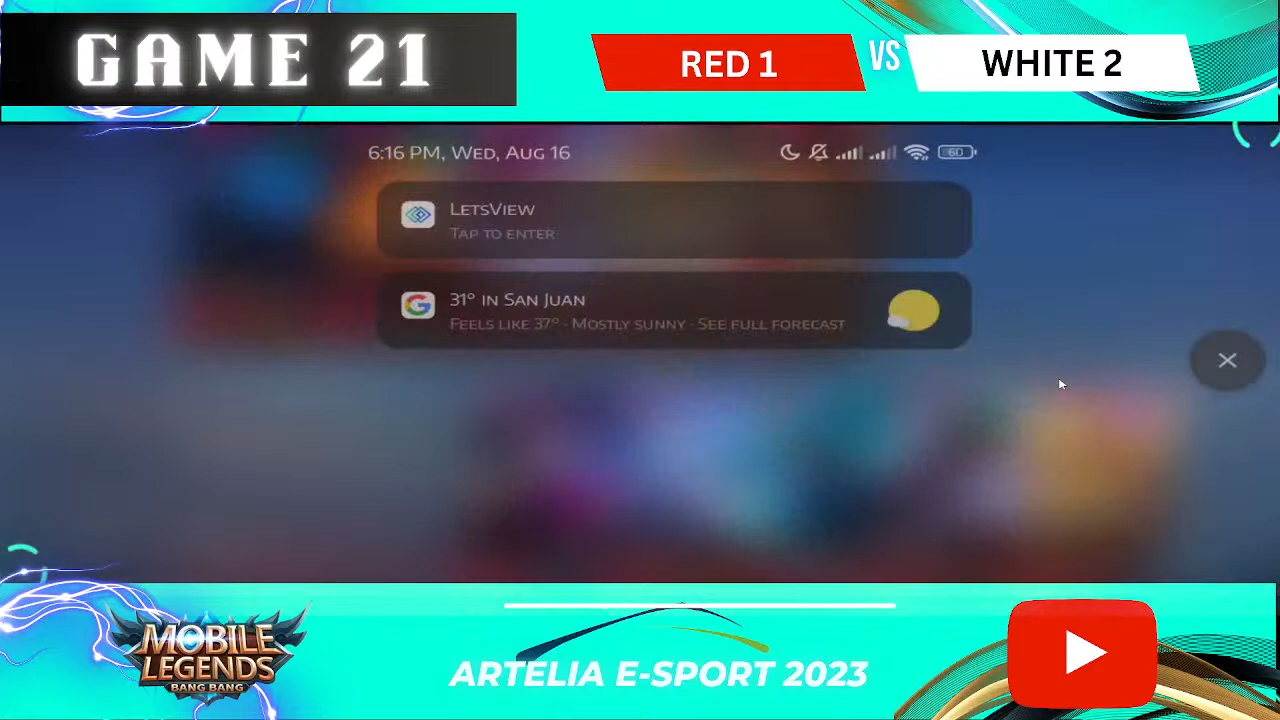 GAME 21
RED 1
VS
WHITE 2
6:16 PM, Wed, Aug 16
60
LetsView
Tap to enter
31° in San Juan
Feels like 37° · Mostly sunny · See full forecast
MOBILE
LEGENDS
BANG BANG
ARTELIA E-SPORT 2023